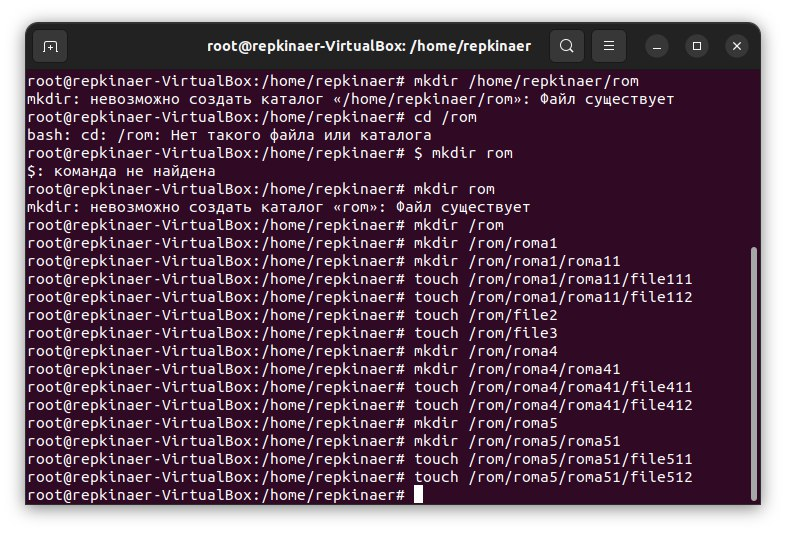 root@repkinaer-VirtualBox: /home/repkinaer
root@repkinaer-VirtualBox:/home/repkinaer# mkdir /home/repkinaer/rom
mkdir: невозможно создать каталог «/home/repkinaer/rom»: Файл существует
root@repkinaer-VirtualBox:/home/repkinaer# cd /rom
bash: cd: /rom: Нет такого файла или каталога
root@repkinaer-VirtualBox:/home/repkinaer# $ mkdir rom
$: команда не найдена
root@repkinaer-VirtualBox:/home/repkinaer# mkdir rom
mkdir: невозможно создать каталог «rom»: Файл существует
root@repkinaer-VirtualBox:/home/repkinaer# mkdir /rom
root@repkinaer-VirtualBox:/home/repkinaer# mkdir /rom/roma1
root@repkinaer-VirtualBox:/home/repkinaer# mkdir /rom/roma1/roma11
root@repkinaer-VirtualBox:/home/repkinaer# touch /rom/roma1/roma11/file111
root@repkinaer-VirtualBox:/home/repkinaer# touch /rom/roma1/roma11/file112
root@repkinaer-VirtualBox:/home/repkinaer# touch /rom/file2
root@repkinaer-VirtualBox:/home/repkinaer# touch /rom/file3
root@repkinaer-VirtualBox:/home/repkinaer# mkdir /rom/roma4
root@repkinaer-VirtualBox:/home/repkinaer# mkdir /rom/roma4/roma41
root@repkinaer-VirtualBox:/home/repkinaer# touch /rom/roma4/roma41/file411
root@repkinaer-VirtualBox:/home/repkinaer# touch /rom/roma4/roma41/file412
root@repkinaer-VirtualBox:/home/repkinaer# mkdir /rom/roma5
root@repkinaer-VirtualBox:/home/repkinaer# mkdir /rom/roma5/roma51
root@repkinaer-VirtualBox:/home/repkinaer# touch /rom/roma5/roma51/file511
root@repkinaer-VirtualBox:/home/repkinaer# touch /rom/roma5/roma51/file512
root@repkinaer-VirtualBox:/home/repkinaer#